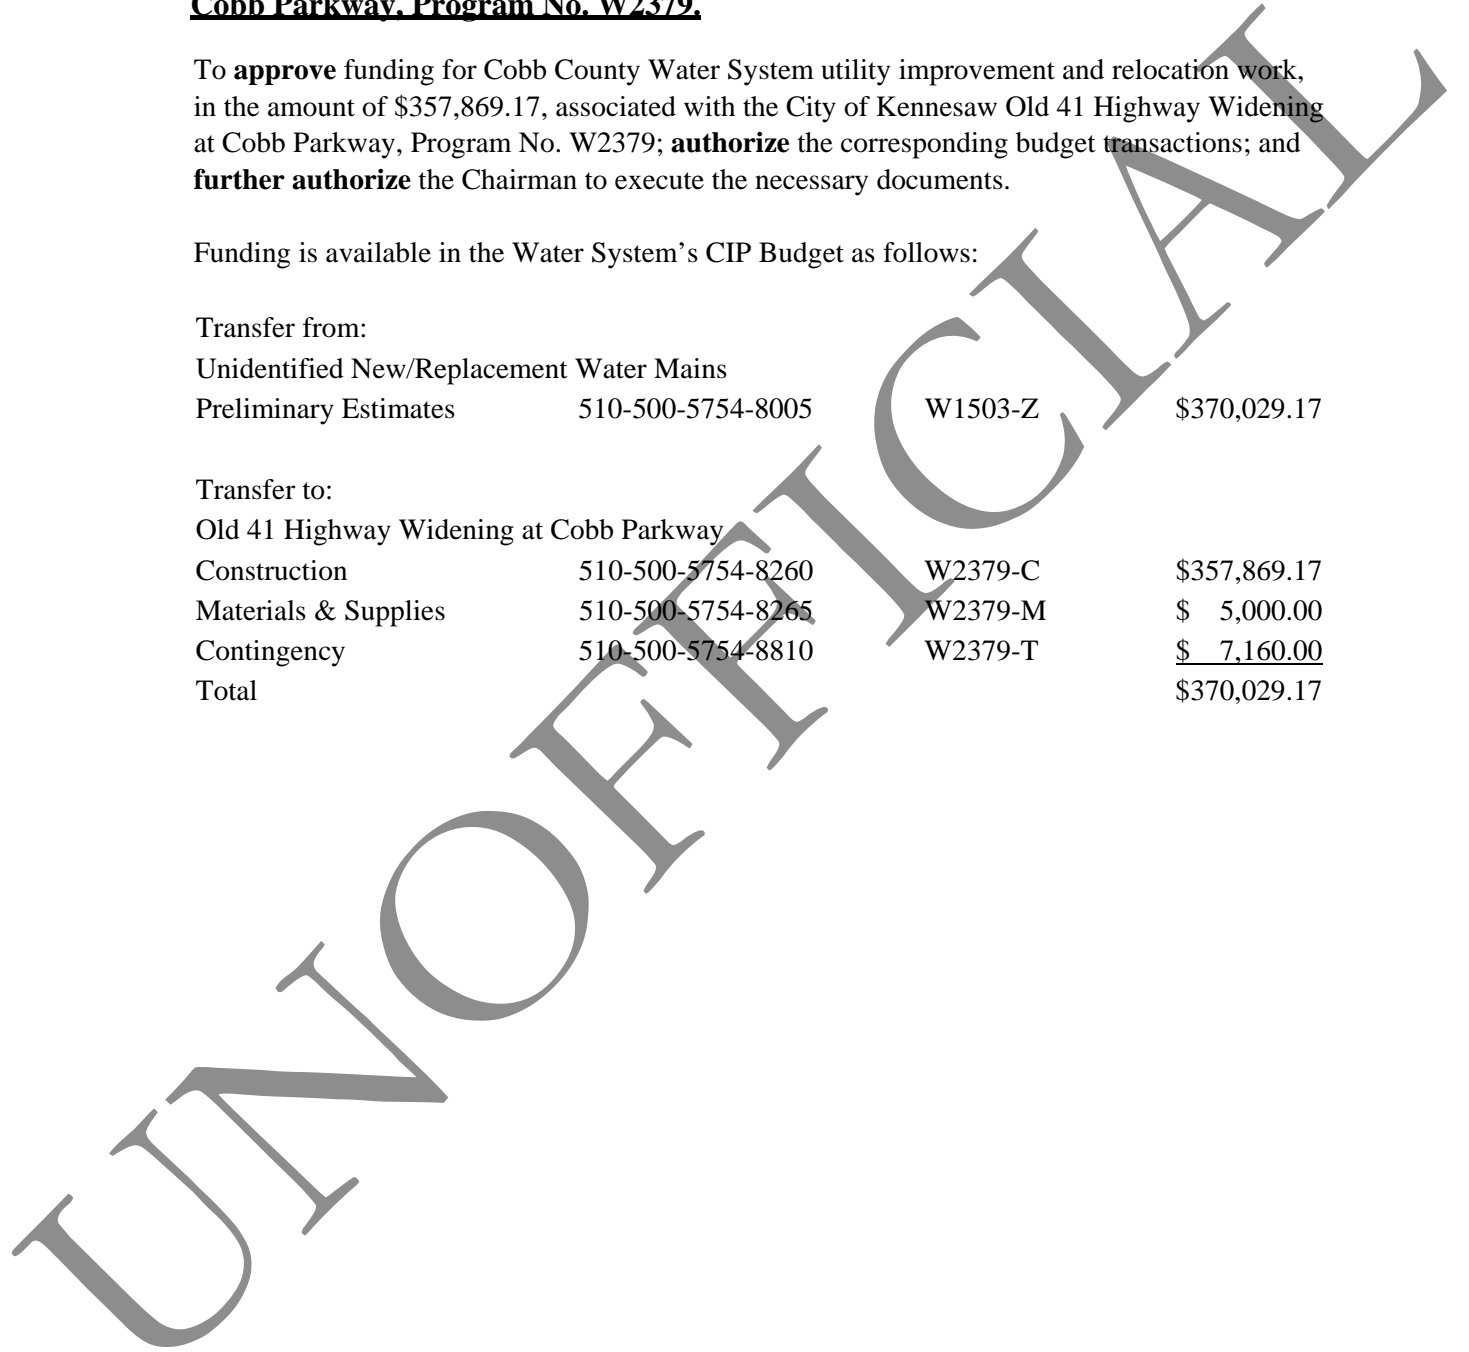 Cobb Parkway, Program No. W2379.
To approve funding for Cobb County Water System utility improvement and relocation work,
in the amount of $357,869.17, associated with the City of Kennesaw Old 41 Highway Widening
at Cobb Parkway, Program No. W2379; authorize the corresponding budget transactions; and
further authorize the Chairman to execute the necessary documents.
Funding is available in the Water System’s CIP Budget as follows:
Transfer from:
Unidentified New/Replacement Water Mains
Preliminary Estimates 510-500-5754-8005 W1503-Z $370,029.17
Transfer to:
Old 41 Highway Widening at Cobb Parkway
Construction 510-500-5754-8260 W2379-C $357,869.17
Materials & Supplies 510-500-5754-8265 W2379-M $ 5,000.00
Contingency 510-500-5754-8810 W2379-T $ 7,160.00
Total $370,029.17
UNOFFICIAL